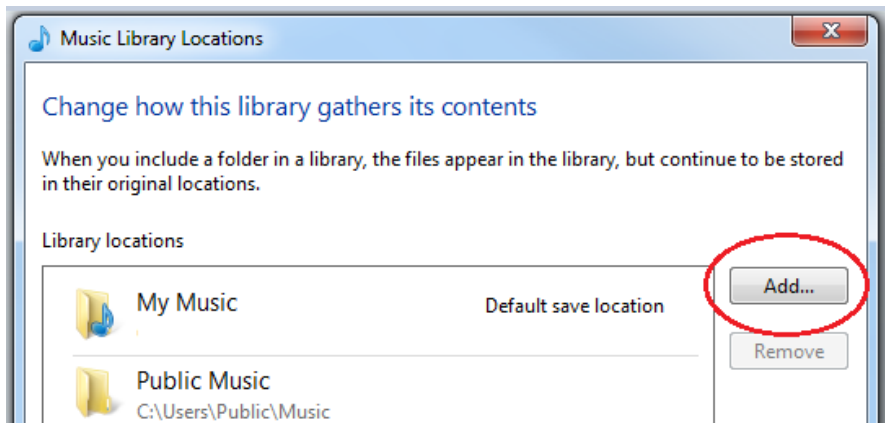 Music Library Locations
Change how this library gathers its contents
When you include a folder in a library, the files appear in the library, but continue to be stored
in their original locations.
Library locations
My Music Default save location
Add...
Remove
Public Music
C:\Users\Public\Music